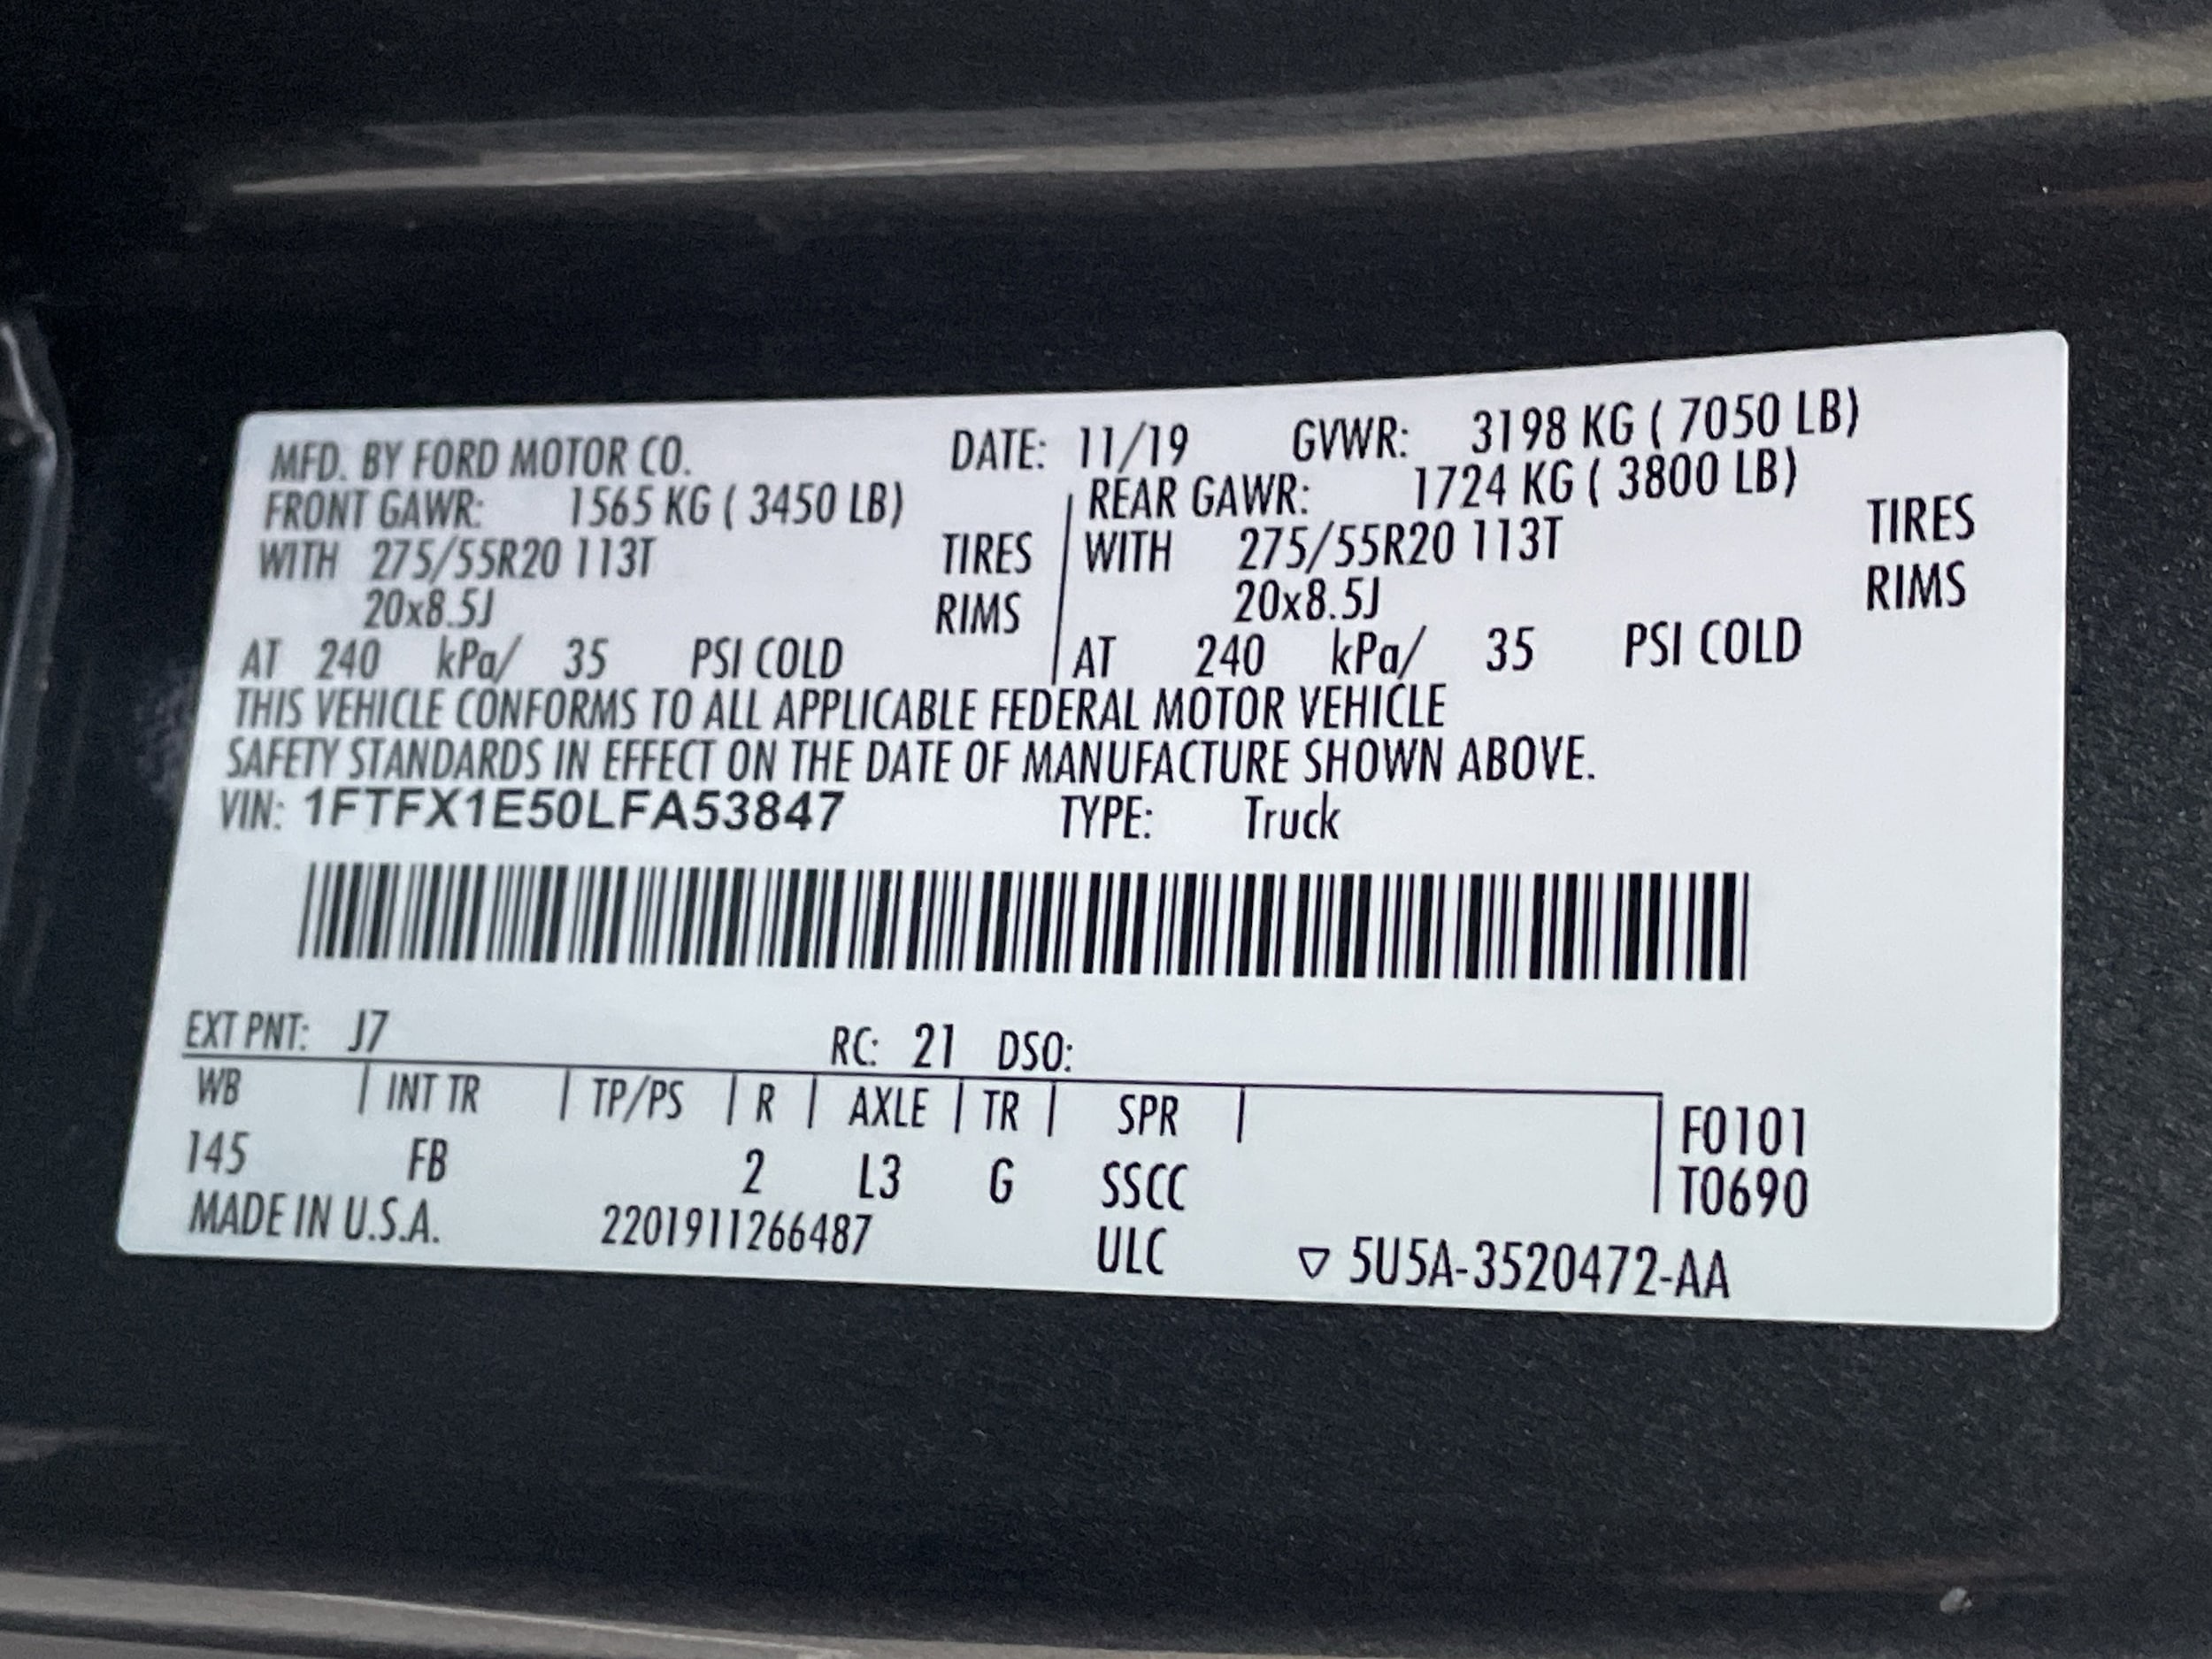 MFD. BY FORD MOTOR CO. DATE: 11/19 GVWR: 3198 KG ( 7050 LB)
FRONT GAWR: 1565 KG ( 3450 LB) REAR GAWR: 1724 KG ( 3800 LB)
WITH 275/55R20 113T TIRES WITH 275/55R20 113T TIRES
20x8.5J RIMS 20x8.5J RIMS
AT 240 kPa/ 35 PSI COLD AT 240 kPa/ 35 PSI COLD
THIS VEHICLE CONFORMS TO ALL APPLICABLE FEDERAL MOTOR VEHICLE
SAFETY STANDARDS IN EFFECT ON THE DATE OF MANUFACTURE SHOWN ABOVE.
VIN: 1FTFX1E50LFA53847 TYPE: Truck
EXT PNT: J7 RC: 21 DSO:
WB | INT TR | TP/PS | R | AXLE | TR | SPR | F0101
145 FB 2 L3 G SSCC T0690
MADE IN U.S.A. 2201911266487 ULC ▽ 5U5A-3520472-AA